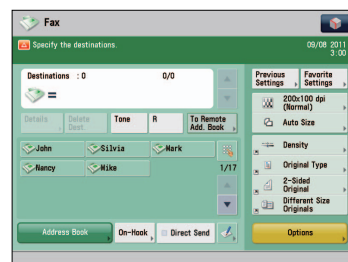 Fax
Specify the destinations.
09/08 2011
3:00
Destinations : 0 0/0
=
Details
Delete Dest.
Tone
R
To Remote Add. Book
John
Silvia
Mark
Nancy
Mike
1/17
Address Book
On-Hook
Direct Send
Previous Settings
Favorite Settings
200x100 dpi
(Normal)
Auto Size
Density
Original Type
2-Sided
Original
Different Size
Originals
Options